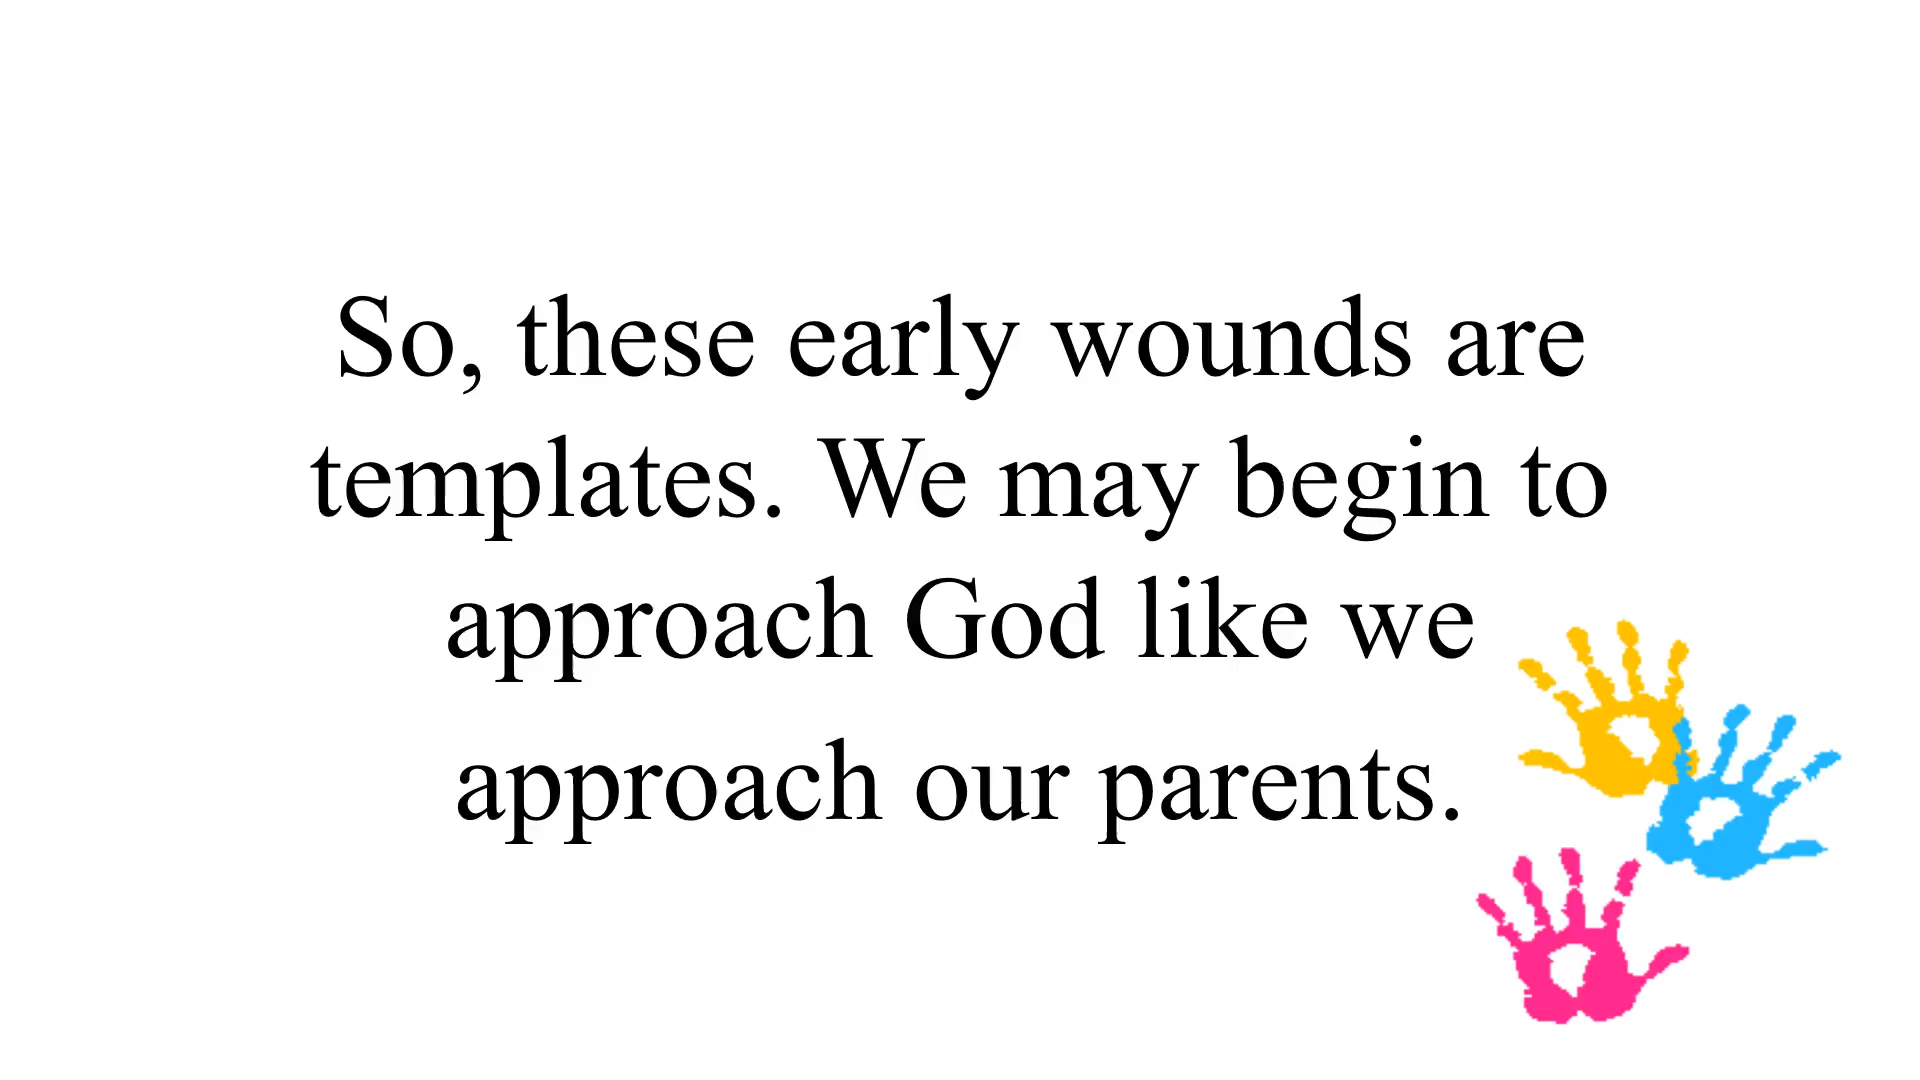 So, these early wounds are
templates. We may begin to
approach God like we
approach our parents.